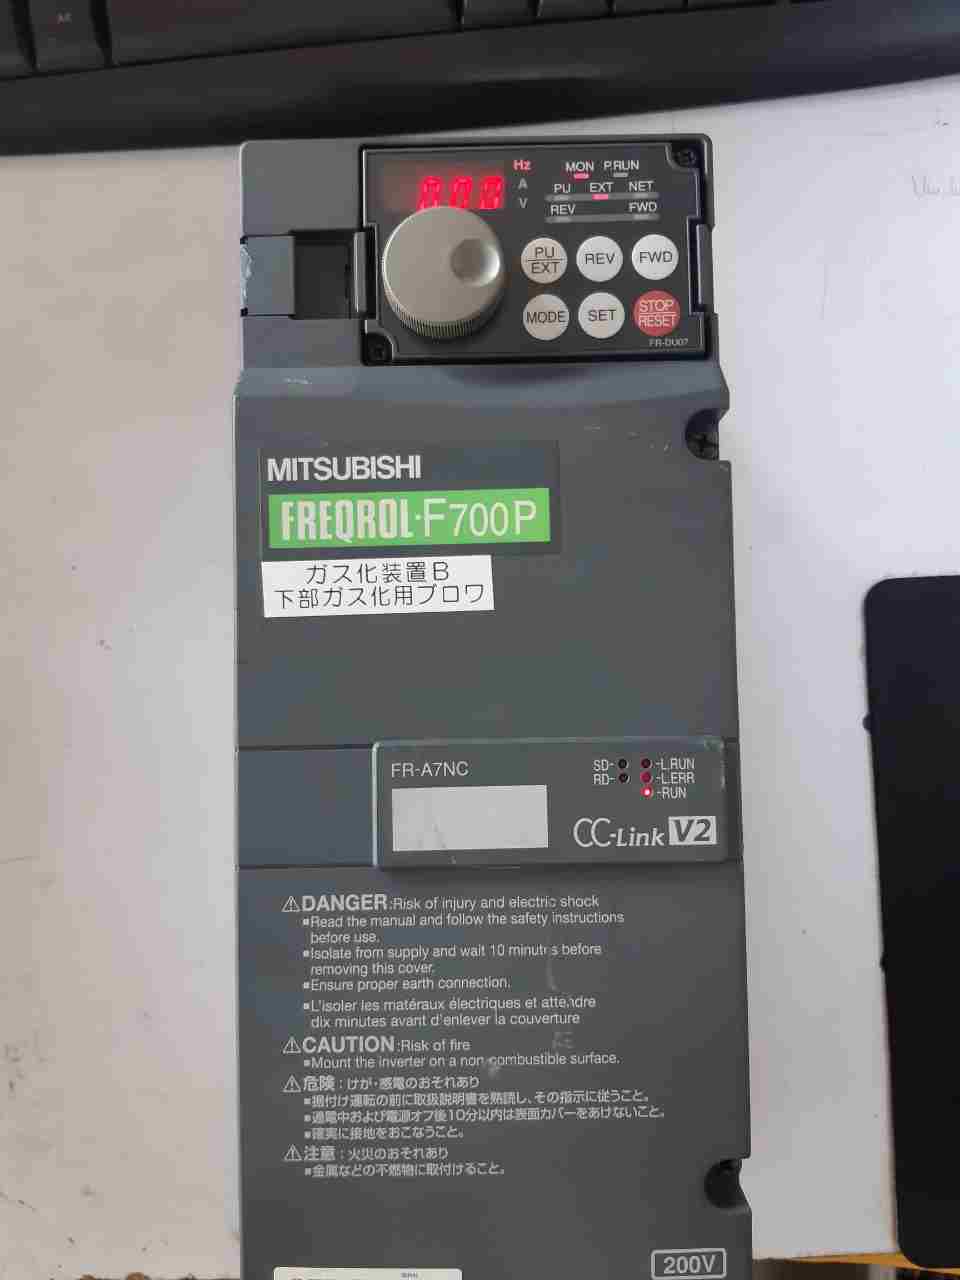 Hz
A
V
MON P.RUN
PU EXT NET
REV FWD
PU
EXT
REV
FWD
MODE
SET
STOP
RESET
FR-DU07
MITSUBISHI
FREQROL-F700P
ガス化装置B
下部ガス化用ブロワ
FR-A7NC
SD-
RD-
-L.RUN
-L.ERR
-RUN
CC-Link V2
⚠DANGER:Risk of injury and electric shock
▪Read the manual and follow the safety instructions
before use.
▪Isolate from supply and wait 10 minutes before
removing this cover.
▪Ensure proper earth connection.
▪L'isoler les matéraux électriques et attendre
dix minutes avant d'enlever la couverture
⚠CAUTION:Risk of fire
▪Mount the inverter on a non-combustible surface.
⚠危険:けが・感電のおそれあり
▪据付け運転の前に取扱説明書を熟読し、その指示に従うこと。
▪通電中および電源オフ後10分以内は表面カバーをあけないこと。
▪確実に接地をおこなうこと。
⚠注意:火災のおそれあり
▪金属などの不燃物に取付けること。
200V